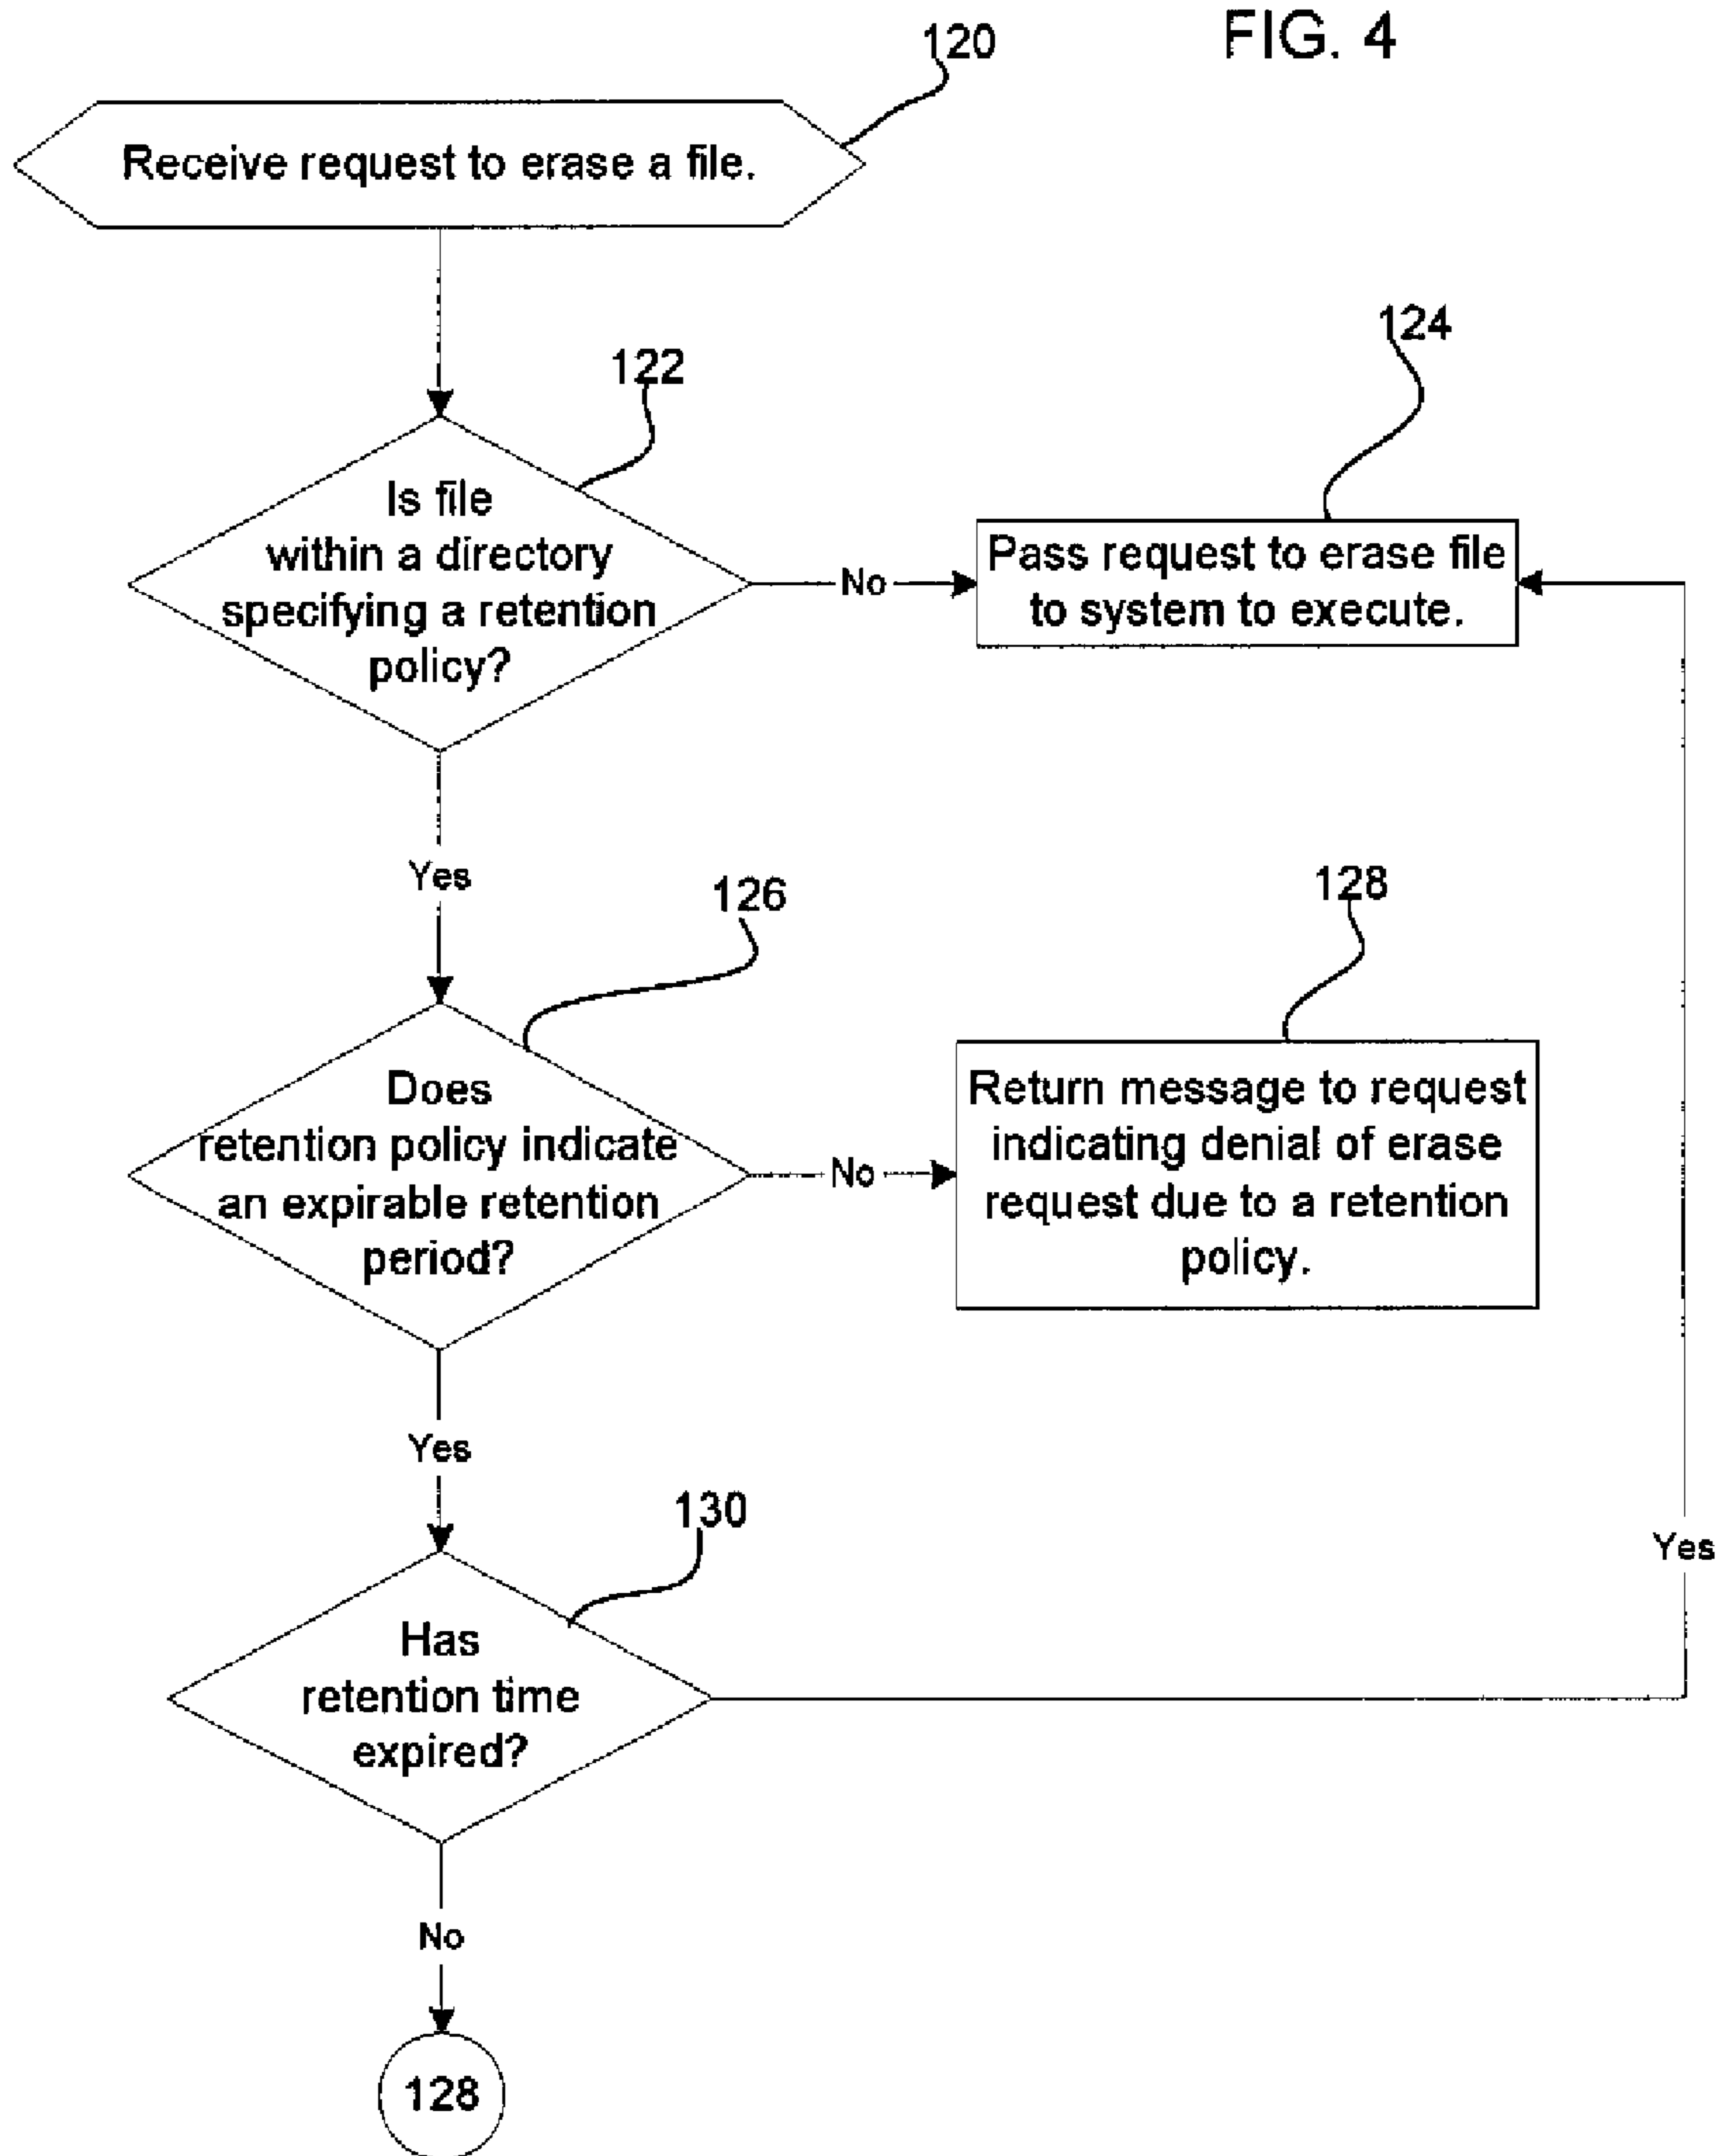 FIG. 4
120
Receive request to erase a file.
122
124
Is file
within a directory
specifying a retention
policy?
No
Pass request to erase file
to system to execute.
Yes
126
128
Does
retention policy indicate
an expirable retention
period?
No
Return message to request
indicating denial of erase
request due to a retention
policy.
Yes
130
Yes
Has
retention time
expired?
No
128